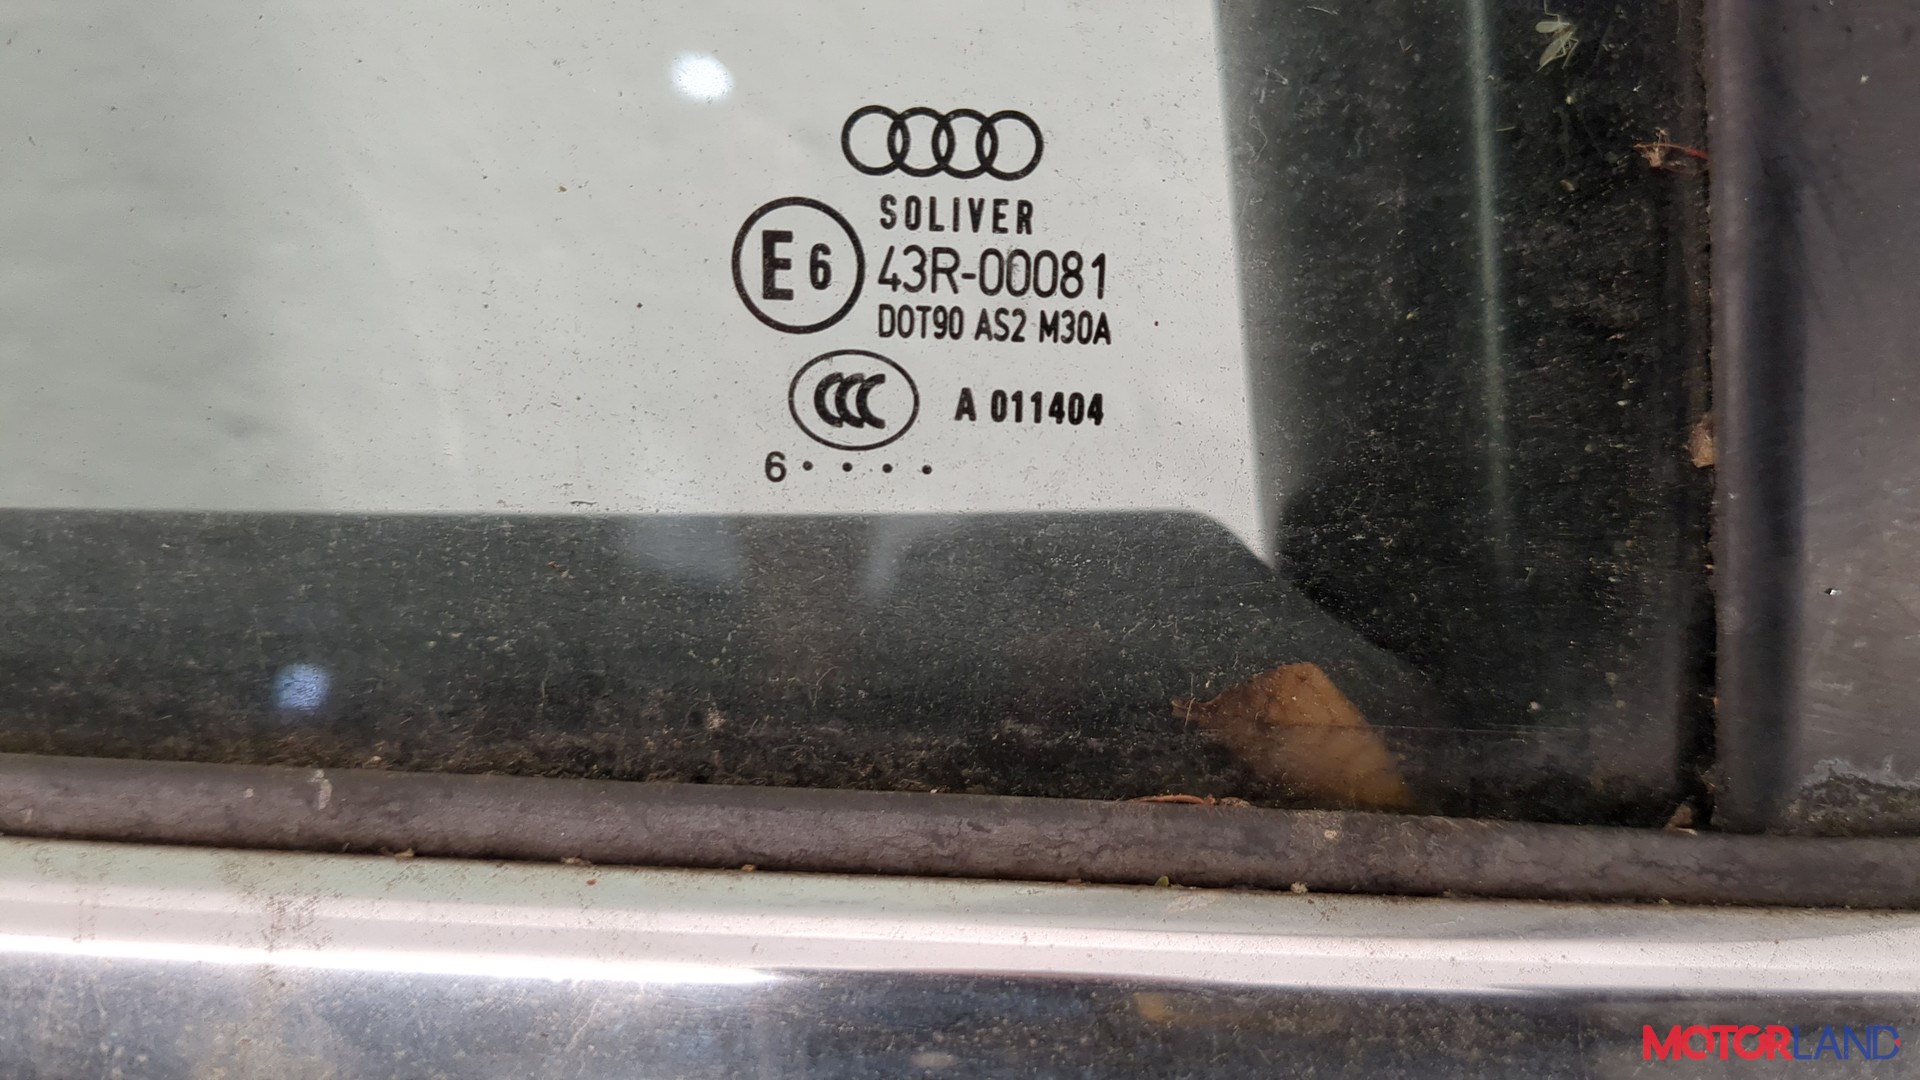 SOLIVER
E6 43R-00081
DOT90 AS2 M30A
CCC A 011404
6 · · · ·
MOTORLAND